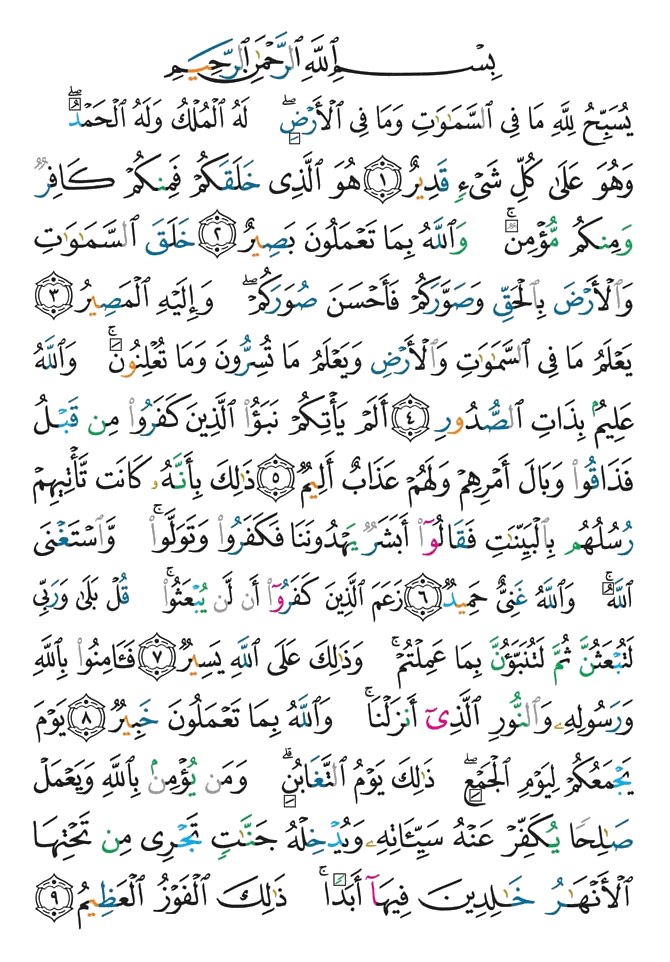 بِسْمِ ٱللَّهِ ٱلرَّحْمَٰنِ ٱلرَّحِيمِ
يُسَبِّحُ لِلَّهِ مَا فِى ٱلسَّمَٰوَٰتِ وَمَا فِى ٱلْأَرْضِ ۖ لَهُ ٱلْمُلْكُ وَلَهُ ٱلْحَمْدُ ۖ
وَهُوَ عَلَىٰ كُلِّ شَىْءٍ قَدِيرٌ ١ هُوَ ٱلَّذِى خَلَقَكُمْ فَمِنكُمْ كَافِرٌ
وَمِنكُم مُّؤْمِنٌ ۚ وَٱللَّهُ بِمَا تَعْمَلُونَ بَصِيرٌ ٢ خَلَقَ ٱلسَّمَٰوَٰتِ
وَٱلْأَرْضَ بِٱلْحَقِّ وَصَوَّرَكُمْ فَأَحْسَنَ صُوَرَكُمْ ۖ وَإِلَيْهِ ٱلْمَصِيرُ ٣
يَعْلَمُ مَا فِى ٱلسَّمَٰوَٰتِ وَٱلْأَرْضِ وَيَعْلَمُ مَا تُسِرُّونَ وَمَا تُعْلِنُونَ ۚ وَٱللَّهُ
عَلِيمٌۢ بِذَاتِ ٱلصُّدُورِ ٤ أَلَمْ يَأْتِكُمْ نَبَؤُا۟ ٱلَّذِينَ كَفَرُوا۟ مِن قَبْلُ
فَذَاقُوا۟ وَبَالَ أَمْرِهِمْ وَلَهُمْ عَذَابٌ أَلِيمٌ ٥ ذَٰلِكَ بِأَنَّهُۥ كَانَت تَّأْتِيهِمْ
رُسُلُهُم بِٱلْبَيِّنَٰتِ فَقَالُوٓا۟ أَبَشَرٌ يَهْدُونَنَا فَكَفَرُوا۟ وَتَوَلَّوا۟ ۚ وَّٱسْتَغْنَى
ٱللَّهُ ۚ وَٱللَّهُ غَنِىٌّ حَمِيدٌ ٦ زَعَمَ ٱلَّذِينَ كَفَرُوٓا۟ أَن لَّن يُبْعَثُوا۟ ۚ قُلْ بَلَىٰ وَرَبِّى
لَتُبْعَثُنَّ ثُمَّ لَتُنَبَّؤُنَّ بِمَا عَمِلْتُمْ ۚ وَذَٰلِكَ عَلَى ٱللَّهِ يَسِيرٌ ٧ فَـَٔامِنُوا۟ بِٱللَّهِ
وَرَسُولِهِۦ وَٱلنُّورِ ٱلَّذِىٓ أَنزَلْنَا ۚ وَٱللَّهُ بِمَا تَعْمَلُونَ خَبِيرٌ ٨ يَوْمَ
يَجْمَعُكُمْ لِيَوْمِ ٱلْجَمْعِ ۖ ذَٰلِكَ يَوْمُ ٱلتَّغَابُنِ ۗ وَمَن يُؤْمِنۢ بِٱللَّهِ وَيَعْمَلْ
صَٰلِحًا يُكَفِّرْ عَنْهُ سَيِّـَٔاتِهِۦ وَيُدْخِلْهُ جَنَّٰتٍ تَجْرِى مِن تَحْتِهَا
ٱلْأَنْهَٰرُ خَٰلِدِينَ فِيهَآ أَبَدًا ۚ ذَٰلِكَ ٱلْفَوْزُ ٱلْعَظِيمُ ٩